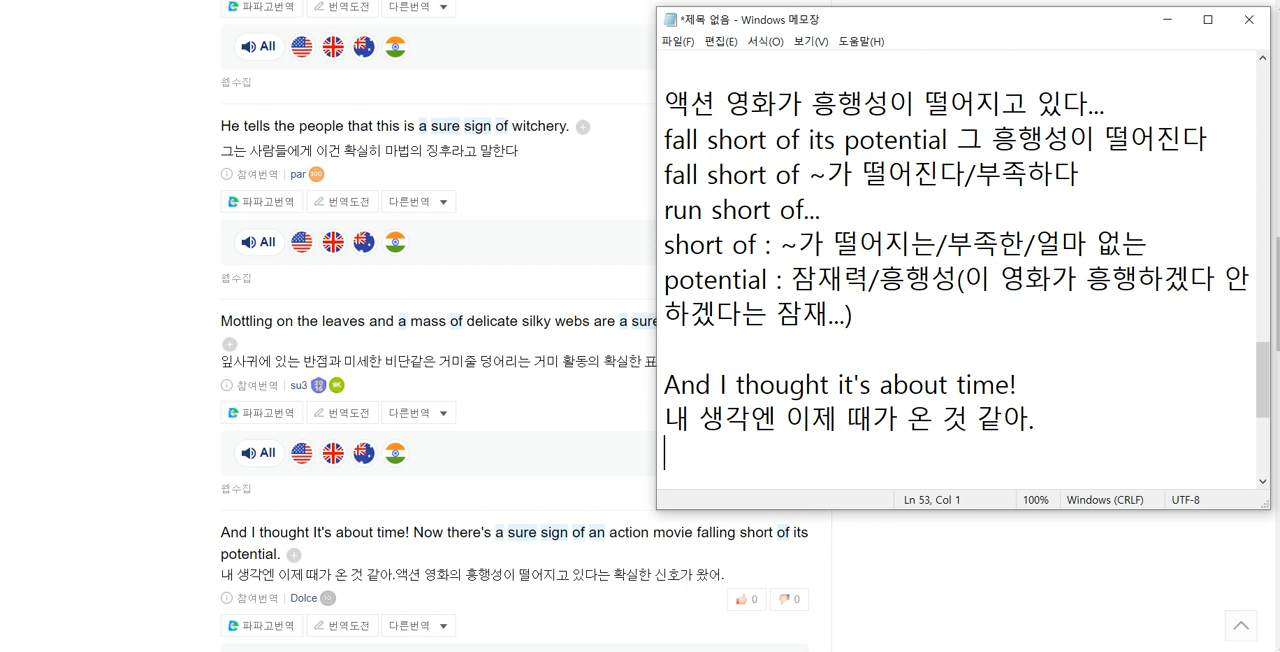 파파고번역 번역도전 다른번역
All
웹수집
He tells the people that this is a sure sign of witchery.
그는 사람들에게 이건 확실히 마법의 징후라고 말한다
참여번역 par 300
파파고번역 번역도전 다른번역
All
웹수집
Mottling on the leaves and a mass of delicate silky webs are a sure
잎사귀에 있는 반점과 미세한 비단같은 거미줄 덩어리는 거미 활동의 확실한 표
참여번역 su3 2016 9K
파파고번역 번역도전 다른번역
All
웹수집
And I thought It's about time! Now there's a sure sign of an action movie falling short of its
potential.
내 생각엔 이제 때가 온 것 같아.액션 영화의 흥행성이 떨어지고 있다는 확실한 신호가 왔어.
참여번역 Dolce 10
0 0
파파고번역 번역도전 다른번역
*제목 없음 - Windows 메모장
파일(F) 편집(E) 서식(O) 보기(V) 도움말(H)
액션 영화가 흥행성이 떨어지고 있다...
fall short of its potential 그 흥행성이 떨어진다
fall short of ~가 떨어진다/부족하다
run short of...
short of : ~가 떨어지는/부족한/얼마 없는
potential : 잠재력/흥행성(이 영화가 흥행하겠다 안
하겠다는 잠재...)
And I thought it's about time!
내 생각엔 이제 때가 온 것 같아.
Ln 53, Col 1 100% Windows (CRLF) UTF-8